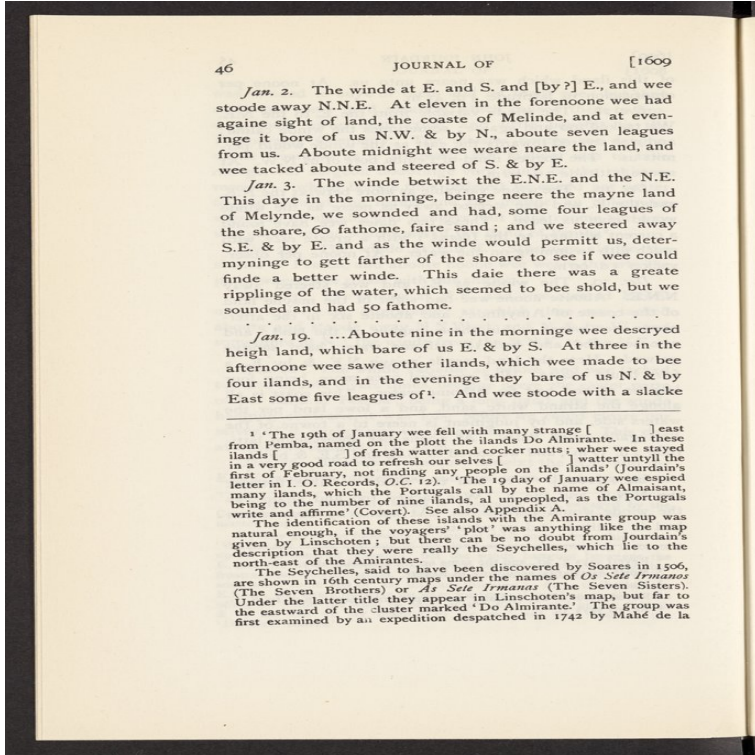 46 JOURNAL OF [1609
Jan. 2. The winde at E. and S. and [by ?] E., and wee
stoode away N.N.E. At eleven in the forenoone wee had
againe sight of land, the coaste of Melinde, and at even-
inge it bore of us N.W. & by N., aboute seven leagues
from us. Aboute midnight wee weare neare the land, and
wee tacked aboute and steered of S. & by E.
Jan. 3. The winde betwixt the E.N.E. and the N.E.
This daye in the morninge, beinge neere the mayne land
of Melynde, we sownded and had, some four leagues of
the shoare, 60 fathome, faire sand ; and we steered away
S.E. & by E. and as the winde would permitt us, deter-
myninge to gett farther of the shoare to see if wee could
finde a better winde. This daie there was a greate
ripplinge of the water, which seemed to bee shold, but we
sounded and had 50 fathome.
. . . . . . . . . . . . . . . . .
Jan. 19. ...Aboute nine in the morninge wee descryed
heigh land, which bare of us E. & by S. At three in the
afternoone wee sawe other ilands, which wee made to bee
four ilands, and in the eveninge they bare of us N. & by
East some five leagues of¹. And wee stoode with a slacke
¹ ‘The 19th of January wee fell with many strange [ ] east
from Pemba, named on the plott the ilands Do Almirante. In these
ilands [ ] of fresh watter and cocker nutts ; wher wee stayed
in a very good road to refresh our selves [ ] watter untyll the
first of February, not finding any people on the ilands’ (Jourdain’s
letter in I. O. Records, O.C. 12). ‘The 19 day of January wee espied
many ilands, which the Portugals call by the name of Almaisant,
being to the number of nine ilands, al unpeopled, as the Portugals
write and affirme’ (Covert). See also Appendix A.
The identification of these islands with the Amirante group was
natural enough, if the voyagers’ ‘plot’ was anything like the map
given by Linschoten ; but there can be no doubt from Jourdain’s
description that they were really the Seychelles, which lie to the
north-east of the Amirantes.
The Seychelles, said to have been discovered by Soares in 1506,
are shown in 16th century maps under the names of Os Sete Irmanos
(The Seven Brothers) or As Sete Irmanas (The Seven Sisters).
Under the latter title they appear in Linschoten’s map, but far to
the eastward of the cluster marked ‘Do Almirante.’ The group was
first examined by an expedition despatched in 1742 by Mahé de la